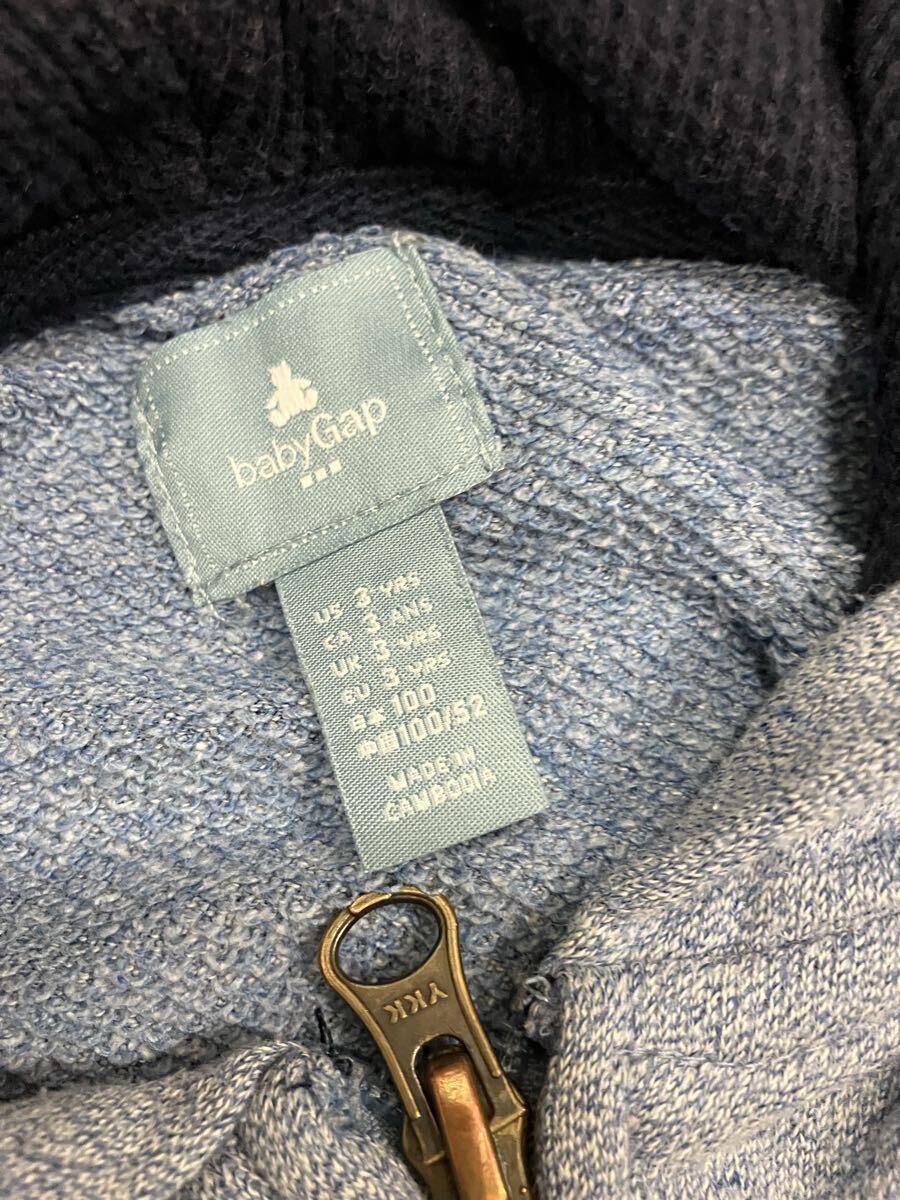 babyGap
US 3 YRS
CA 3 ANS
UK 3 YRS
EU 3 YRS
日本 100
中国 100/52
MADE IN
CAMBODIA
YKK